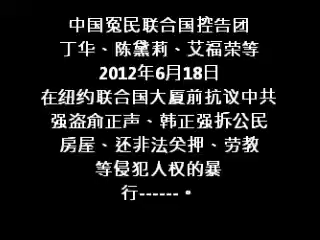 中国冤民联合国控告团
丁华、陈黛莉、艾福荣等
2012年6月18日
在纽约联合国大厦前抗议中共
强盗俞正声、韩正强拆公民
房屋、还非法关押、劳教
等侵犯人权的暴
行------·